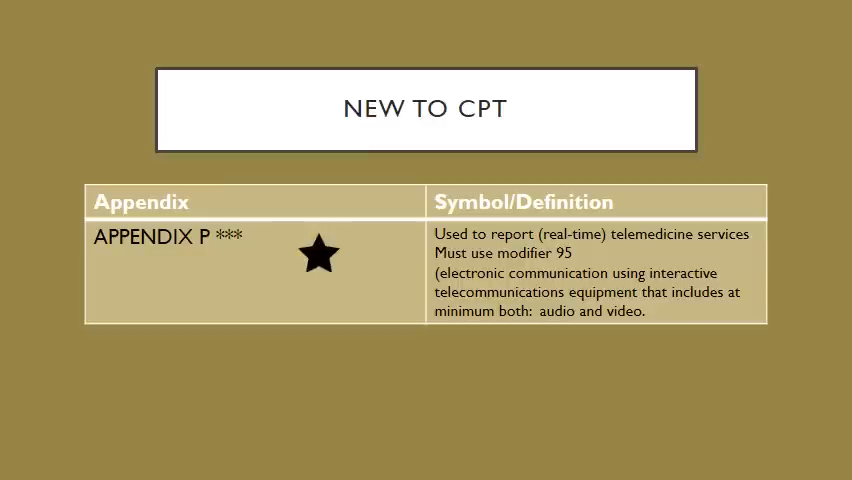 NEW TO CPT
Appendix
Symbol/Definition
APPENDIX P ***
Used to report (real-time) telemedicine services
Must use modifier 95
(electronic communication using interactive
telecommunications equipment that includes at
minimum both:  audio and video.